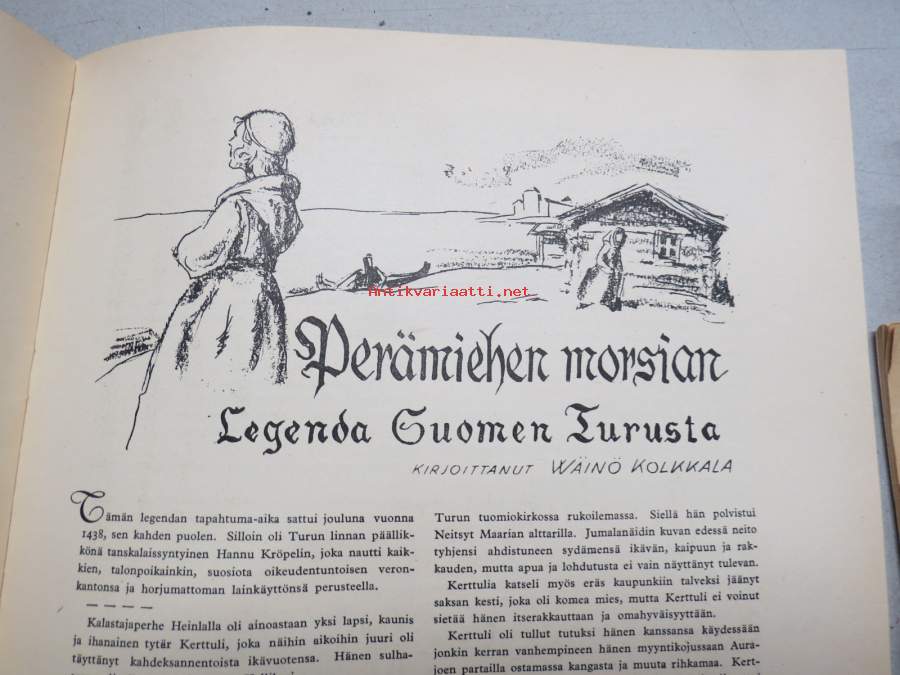 antikvariaatti.net
Perämiehen morsian
Legenda Suomen Turusta
KIRJOITTANUT WÄINÖ KOLKKALA
Tämän legendan tapahtuma-aika sattui jouluna vuonna
1438, sen kahden puolen. Silloin oli Turun linnan päällik-
könä tanskalaissyntyinen Hannu Kröpelin, joka nautti kaik-
kien, talonpoikainkin, suosiota oikeudentuntoisen veron-
kantonsa ja horjumattoman lainkäyttönsä perusteella.
— — — —
Kalastajaperhe Heinlalla oli ainoastaan yksi lapsi, kaunis
ja ihanainen tytär Kerttuli, joka näihin aikoihin juuri oli
täyttänyt kahdeksannentoista ikävuotensa. Hänen sulha-
Turun tuomiokirkossa rukoilemassa. Siellä hän polvistui
Neitsyt Maarian alttarilla. Jumalanäidin kuvan edessä neito
tyhjensi ahdistuneen sydämensä ikävän, kaipuun ja rak-
kauden, mutta apua ja lohdutusta ei vain näyttänyt tulevan.
Kerttulia katseli myös eräs kaupunkiin talveksi jäänyt
saksan kesti, joka oli komea mies, mutta Kerttuli ei voinut
sietää hänen itserakkauttaan ja omahyväisyyttään.
Kerttuli oli tullut tutuksi hänen kanssansa käydessään
jonkin kerran vanhempineen hänen myyntikojussaan Aura-
joen partailla ostamassa kangasta ja muuta rihkamaa. Kert-